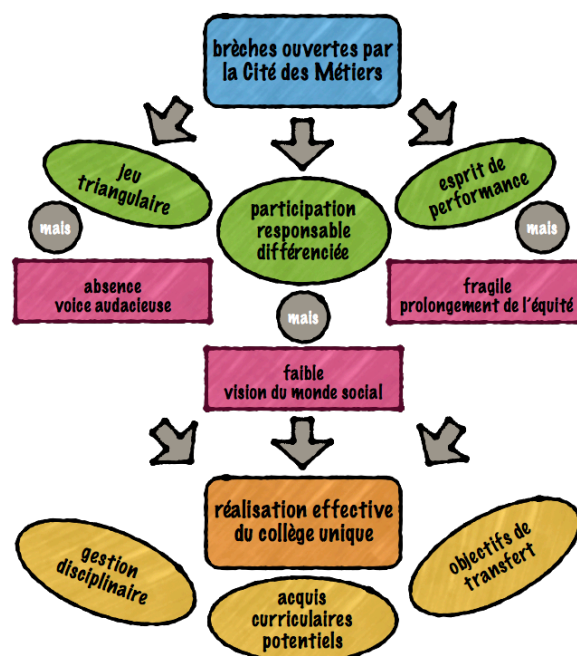 brèches ouvertes par
la Cité des Métiers
jeu
triangulaire
participation
responsable
différenciée
esprit de
performance
mais
mais
absence
voice audacieuse
fragile
prolongement de l'équité
mais
faible
vision du monde social
réalisation effective
du collège unique
gestion
disciplinaire
acquis
curriculaires
potentiels
objectifs de
transfert